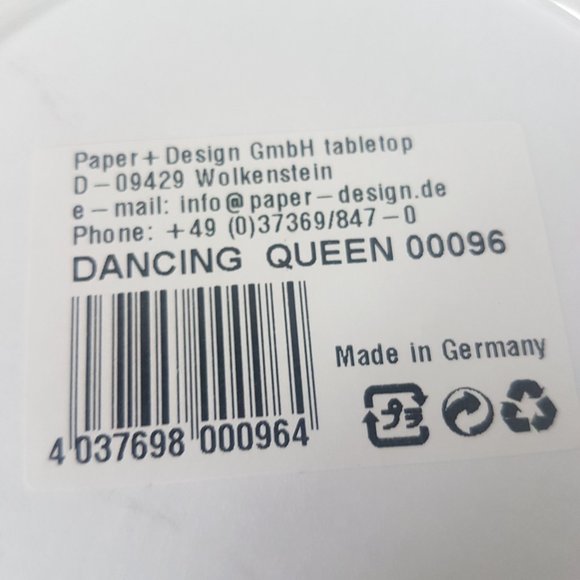 Paper+Design GmbH tabletop
D-09429 Wolkenstein
e-mail: info@paper-design.de
Phone: +49 (0)37369/847-0
DANCING QUEEN 00096
Made in Germany
4 037698 000964